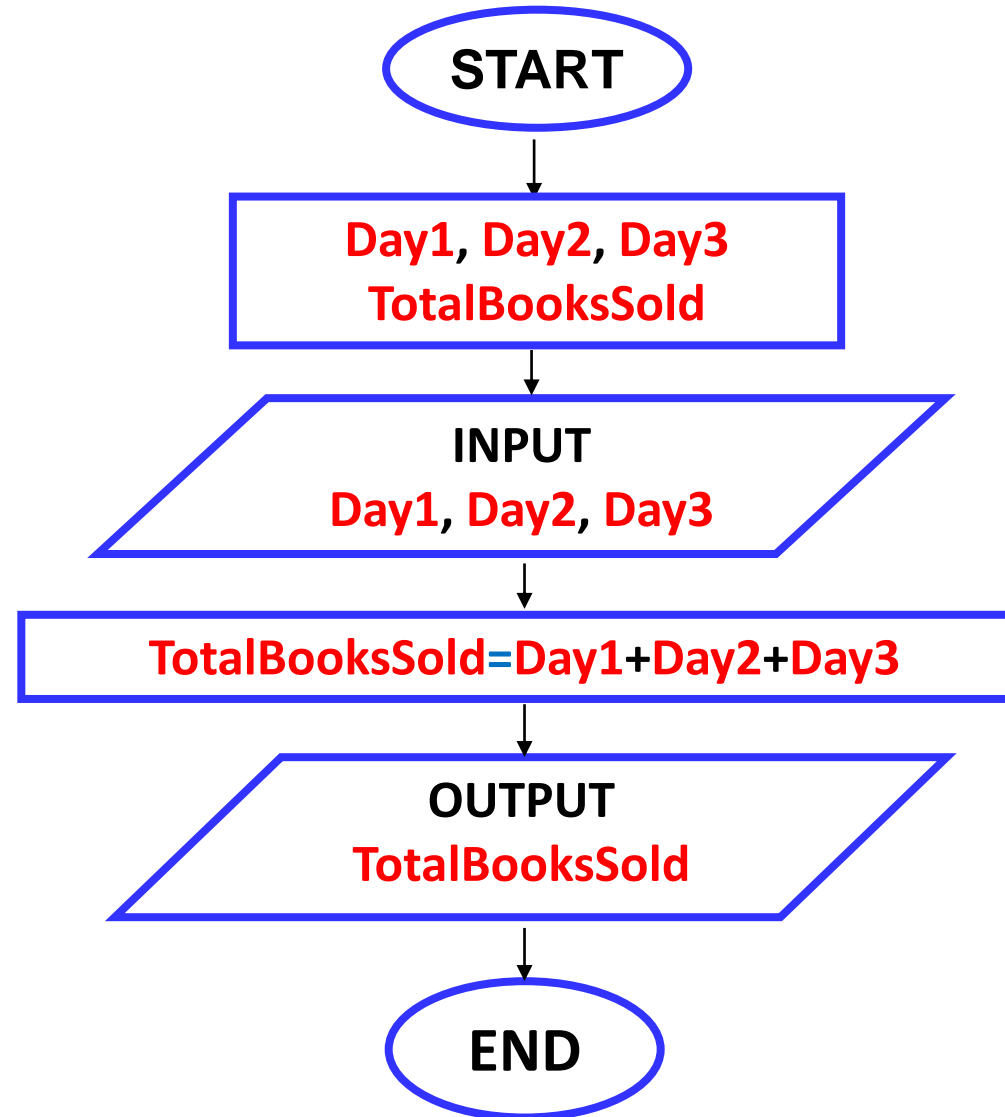 START
Day1, Day2, Day3
TotalBooksSold
INPUT
Day1, Day2, Day3
TotalBooksSold=Day1+Day2+Day3
OUTPUT
TotalBooksSold
END